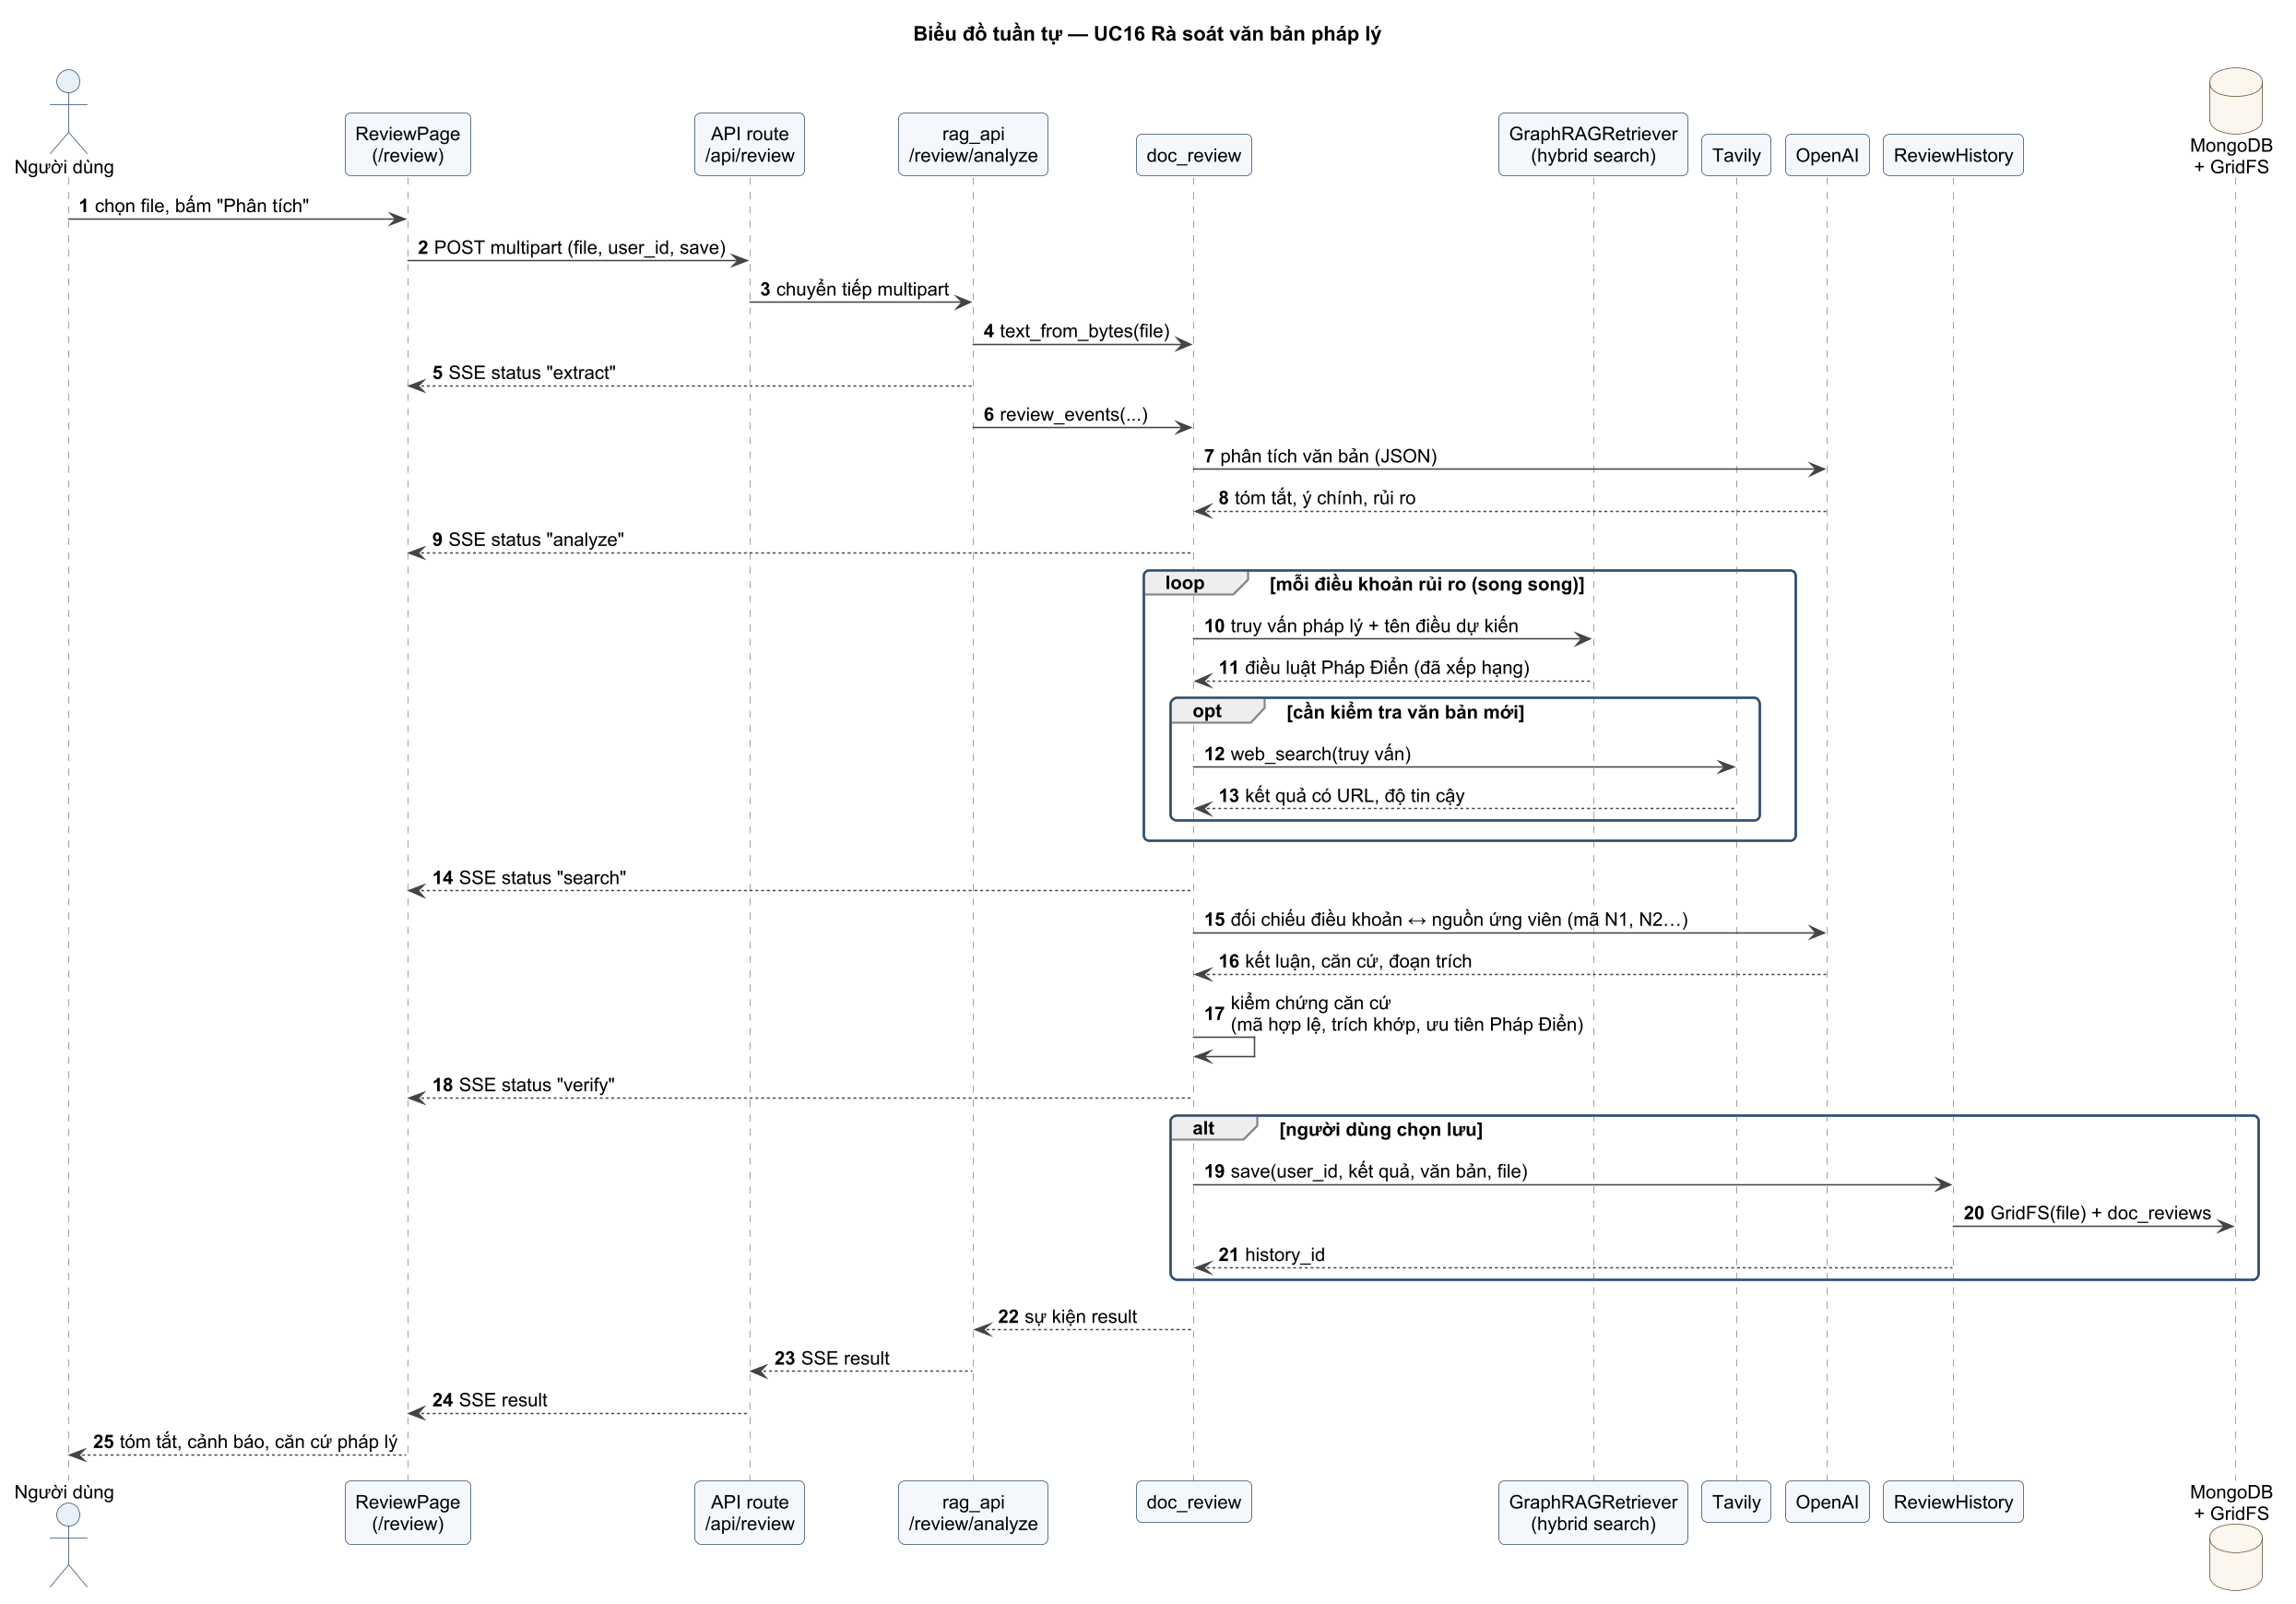 Biểu đồ tuần tự — UC16 Rà soát văn bản pháp lý
Người dùng
ReviewPage
(/review)
API route
/api/review
rag_api
/review/analyze
doc_review
GraphRAGRetriever
(hybrid search)
Tavily
OpenAI
ReviewHistory
MongoDB
+ GridFS
1 chọn file, bấm "Phân tích"
2 POST multipart (file, user_id, save)
3 chuyển tiếp multipart
4 text_from_bytes(file)
5 SSE status "extract"
6 review_events(...)
7 phân tích văn bản (JSON)
8 tóm tắt, ý chính, rủi ro
9 SSE status "analyze"
loop [mỗi điều khoản rủi ro (song song)]
10 truy vấn pháp lý + tên điều dự kiến
11 điều luật Pháp Điển (đã xếp hạng)
opt [cần kiểm tra văn bản mới]
12 web_search(truy vấn)
13 kết quả có URL, độ tin cậy
14 SSE status "search"
15 đối chiếu điều khoản ↔ nguồn ứng viên (mã N1, N2…)
16 kết luận, căn cứ, đoạn trích
17 kiểm chứng căn cứ
(mã hợp lệ, trích khớp, ưu tiên Pháp Điển)
18 SSE status "verify"
alt [người dùng chọn lưu]
19 save(user_id, kết quả, văn bản, file)
20 GridFS(file) + doc_reviews
21 history_id
22 sự kiện result
23 SSE result
24 SSE result
25 tóm tắt, cảnh báo, căn cứ pháp lý
Người dùng
ReviewPage
(/review)
API route
/api/review
rag_api
/review/analyze
doc_review
GraphRAGRetriever
(hybrid search)
Tavily
OpenAI
ReviewHistory
MongoDB
+ GridFS